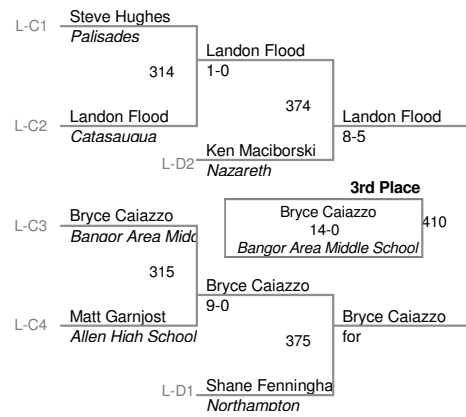 L-C1
Steve Hughes
Palisades
314
Landon Flood
1-0
L-C2
Landon Flood
Catasauqua
374
Landon Flood
8-5
L-D2
Ken Maciborski
Nazareth
3rd Place
Bryce Caiazzo
14-0
Bangor Area Middle School
410
L-C3
Bryce Caiazzo
Bangor Area Midd
315
Bryce Caiazzo
9-0
L-C4
Matt Garnjost
Allen High School
375
Bryce Caiazzo
for
L-D1
Shane Fenningha
Northampton